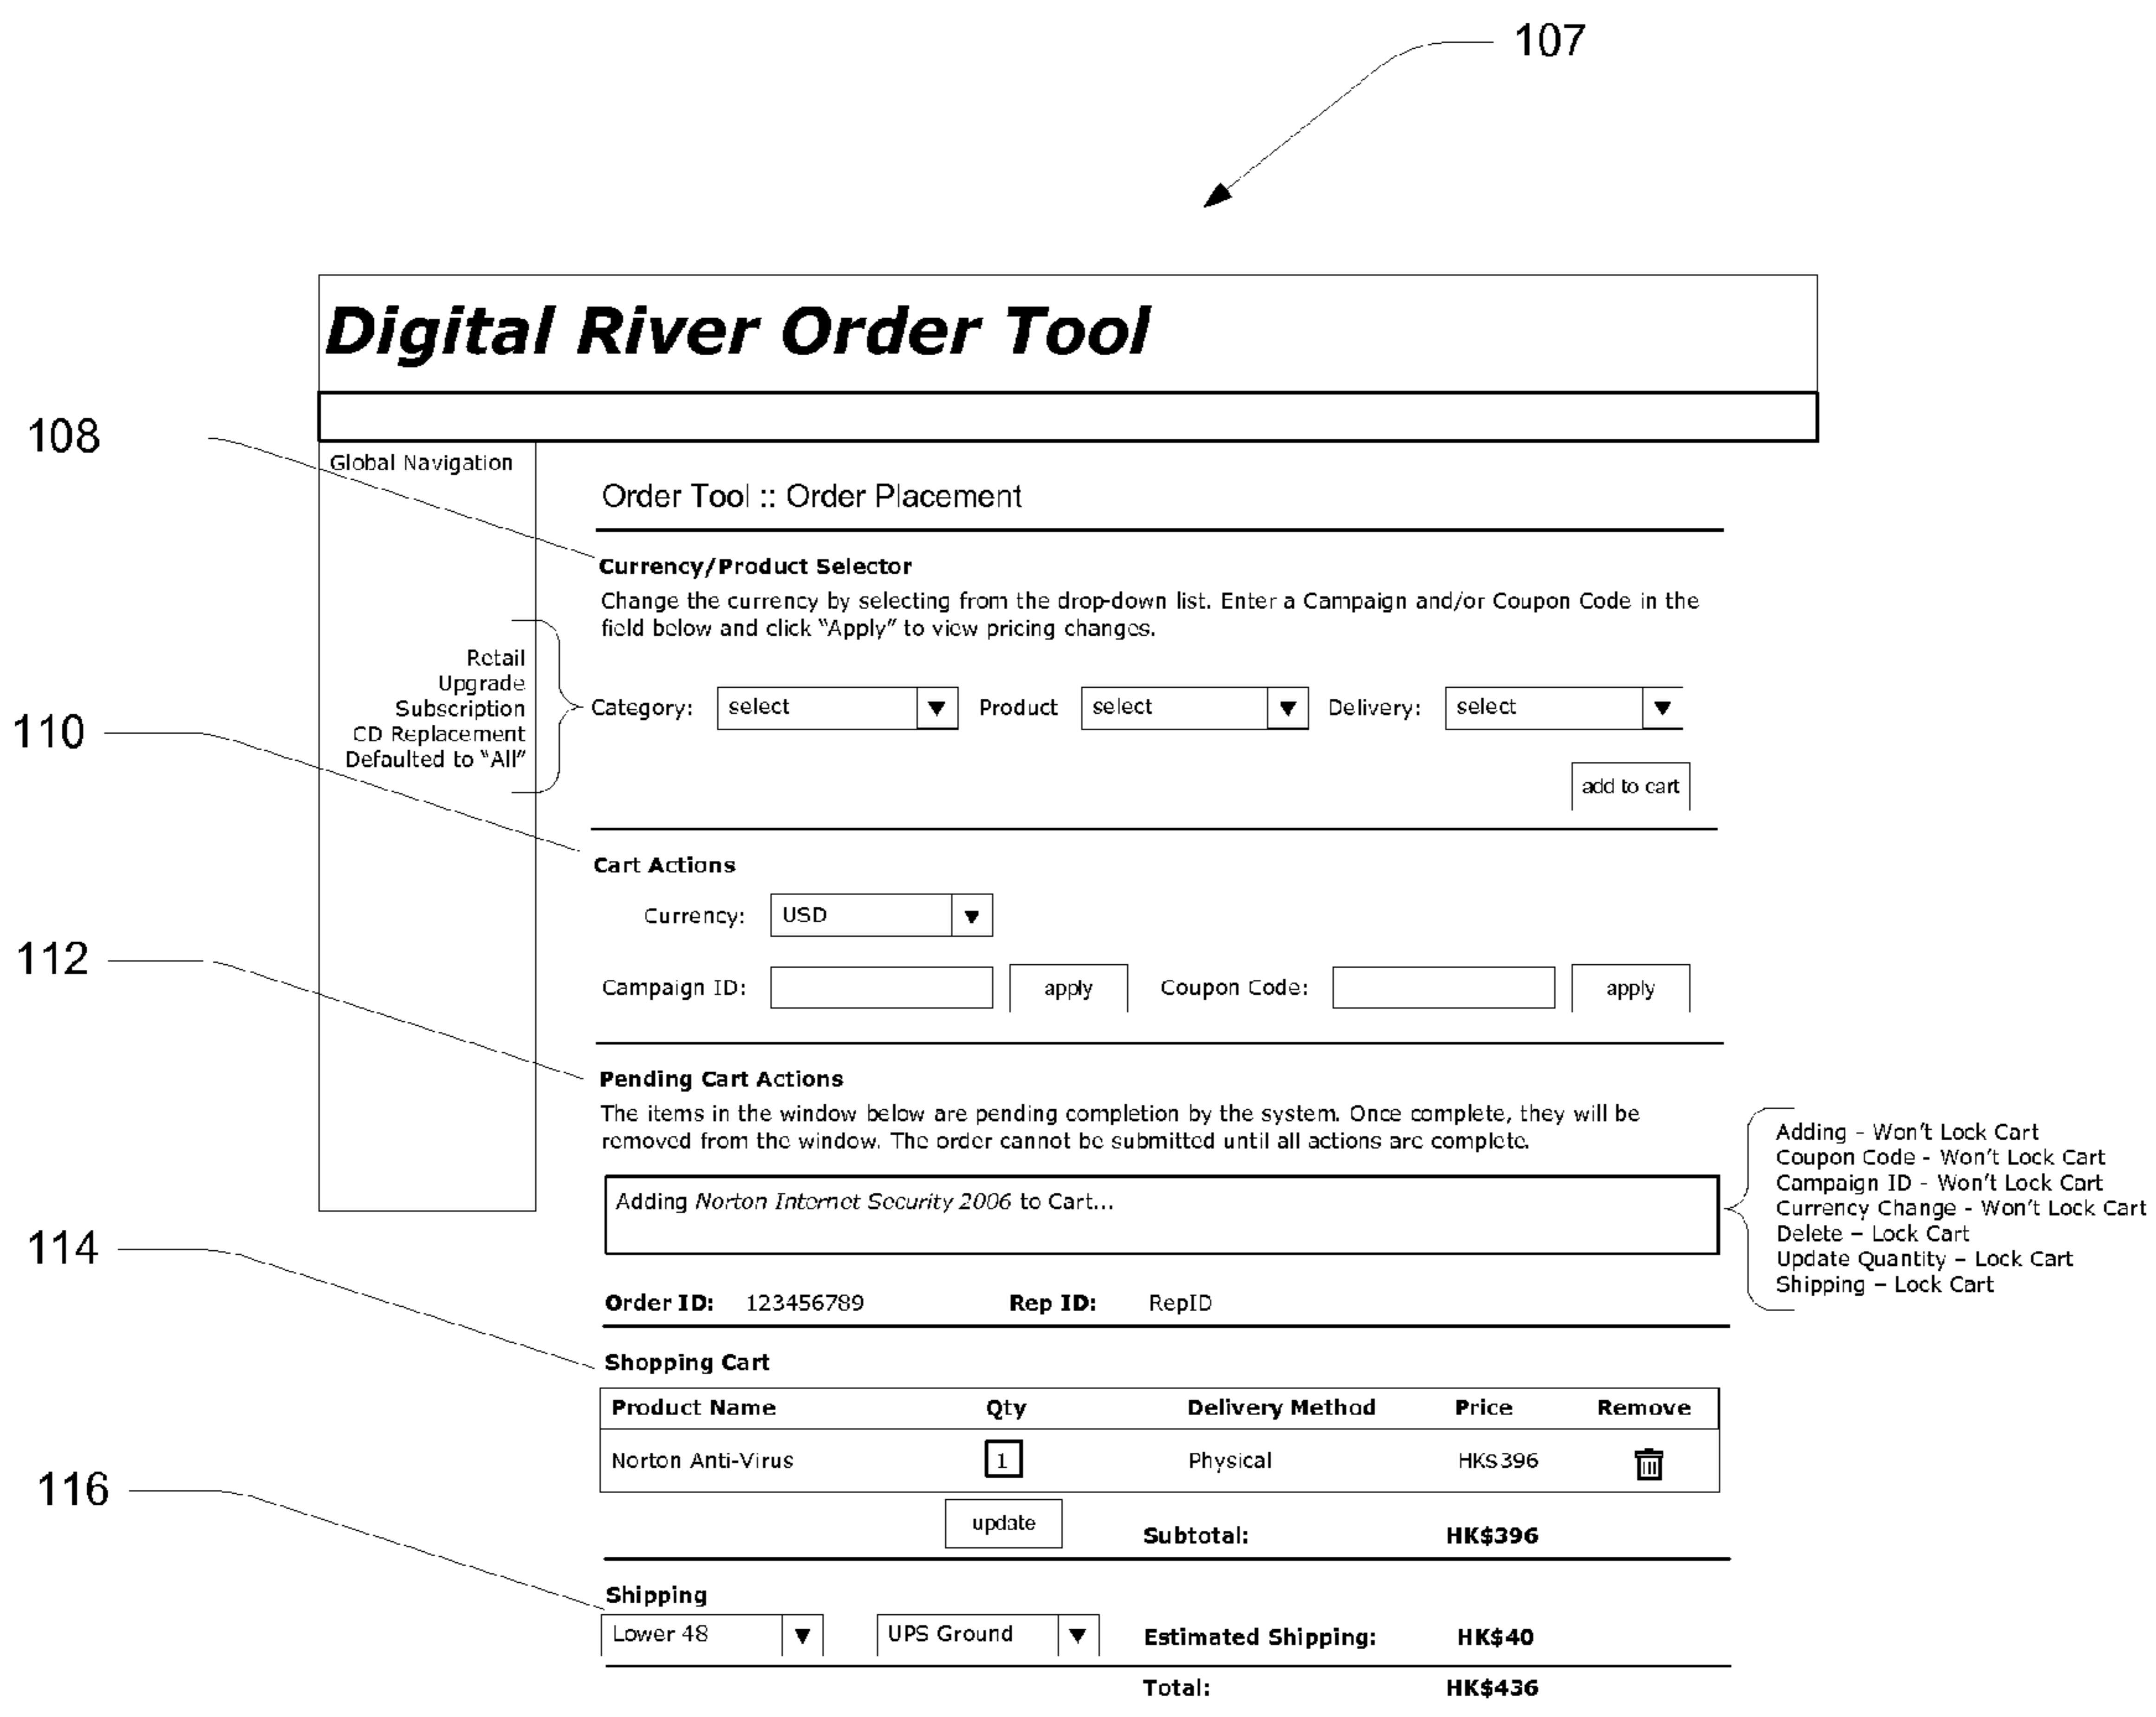 107
Digital River Order Tool
108
Global Navigation
Order Tool :: Order Placement
Currency/Product Selector
Change the currency by selecting from the drop-down list. Enter a Campaign and/or Coupon Code in the
field below and click “Apply” to view pricing changes.
Retail
Upgrade
Subscription
CD Replacement
Defaulted to “All”
110
Category: select Product select Delivery: select
add to cart
Cart Actions
Currency: USD
112
Campaign ID: apply Coupon Code: apply
Pending Cart Actions
The items in the window below are pending completion by the system. Once complete, they will be
removed from the window. The order cannot be submitted until all actions are complete.
Adding Norton Internet Security 2006 to Cart...
Adding - Won’t Lock Cart
Coupon Code - Won’t Lock Cart
Campaign ID - Won’t Lock Cart
Currency Change - Won’t Lock Cart
Delete – Lock Cart
Update Quantity – Lock Cart
Shipping – Lock Cart
114
Order ID: 123456789 Rep ID: RepID
Shopping Cart
Product Name Qty Delivery Method Price Remove
Norton Anti-Virus 1 Physical HK$396
116
update
Subtotal: HK$396
Shipping
Lower 48 UPS Ground Estimated Shipping: HK$40
Total: HK$436